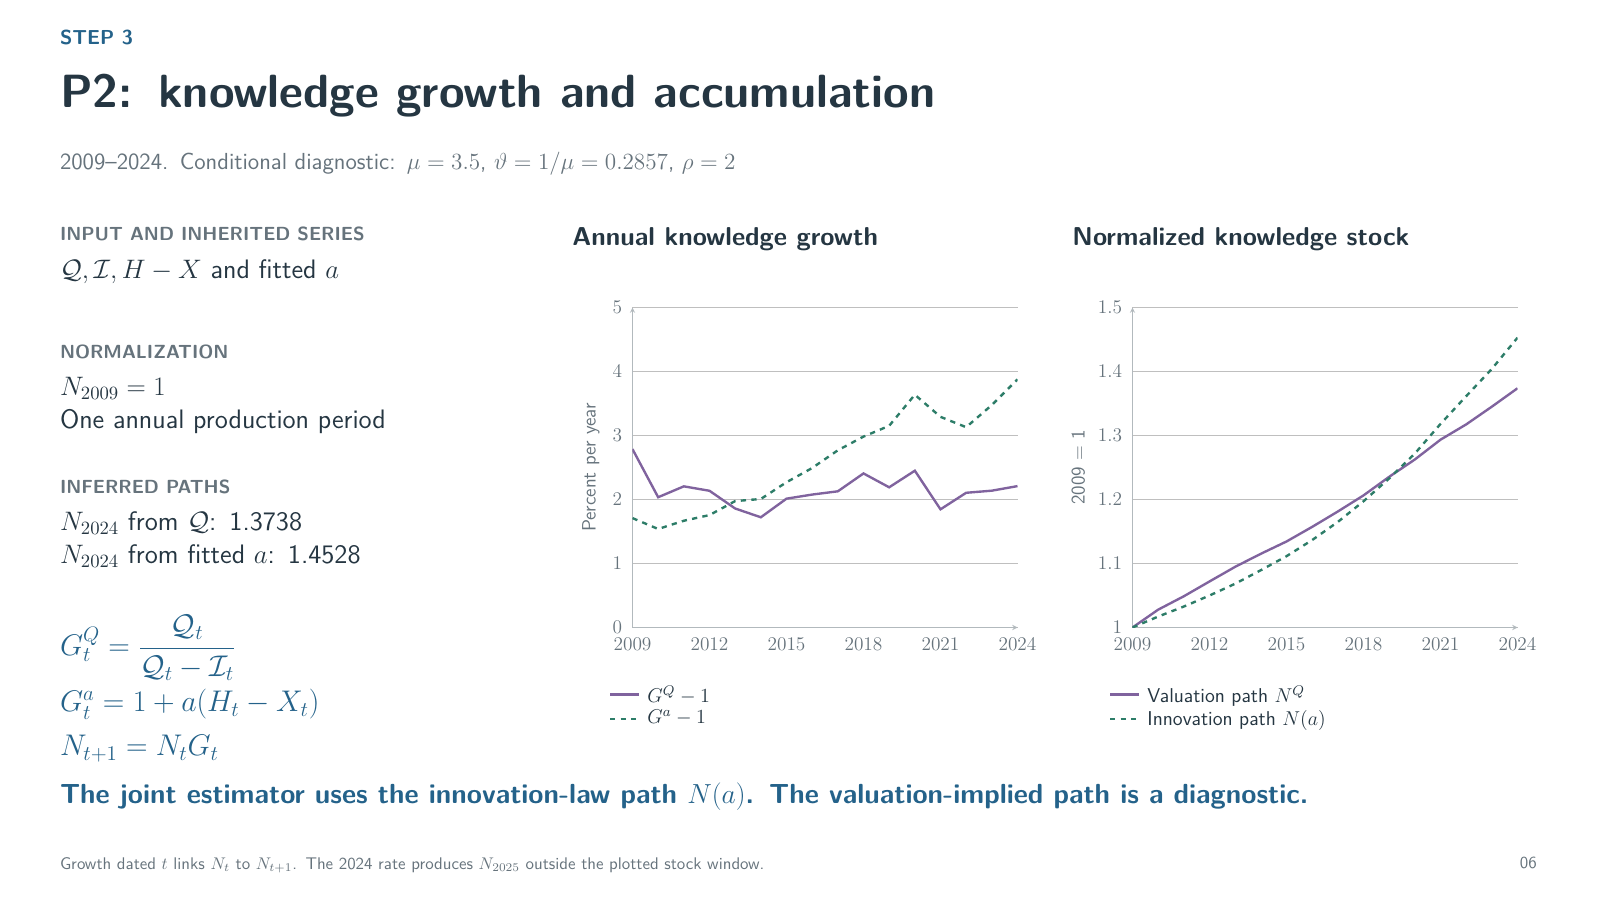 STEP 3
P2: knowledge growth and accumulation
2009–2024. Conditional diagnostic: μ = 3.5, ϑ = 1/μ = 0.2857, ρ = 2
INPUT AND INHERITED SERIES
𝒬, ℐ, H − X and fitted a
NORMALIZATION
N₂₀₀₉ = 1
One annual production period
INFERRED PATHS
N₂₀₂₄ from 𝒬: 1.3738
N₂₀₂₄ from fitted a: 1.4528
G_t^Q = 𝒬_t / (𝒬_t − ℐ_t)
G_t^a = 1 + a(H_t − X_t)
N_{t+1} = N_t G_t
Annual knowledge growth
5
4
3
2
1
0
Percent per year
2009 2012 2015 2018 2021 2024
G^Q − 1
G^a − 1
Normalized knowledge stock
1.5
1.4
1.3
1.2
1.1
1
2009 = 1
2009 2012 2015 2018 2021 2024
Valuation path N^Q
Innovation path N(a)
The joint estimator uses the innovation-law path N(a). The valuation-implied path is a diagnostic.
Growth dated t links N_t to N_{t+1}. The 2024 rate produces N₂₀₂₅ outside the plotted stock window.
06